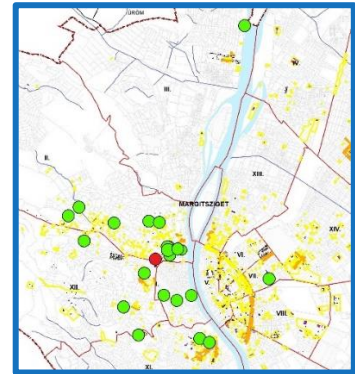 ÜRÖM
IV.
III.
II.
XIII.
MARGITSZIGET
XIV.
VI.
VII.
V.
XII.
VIII.
XI.